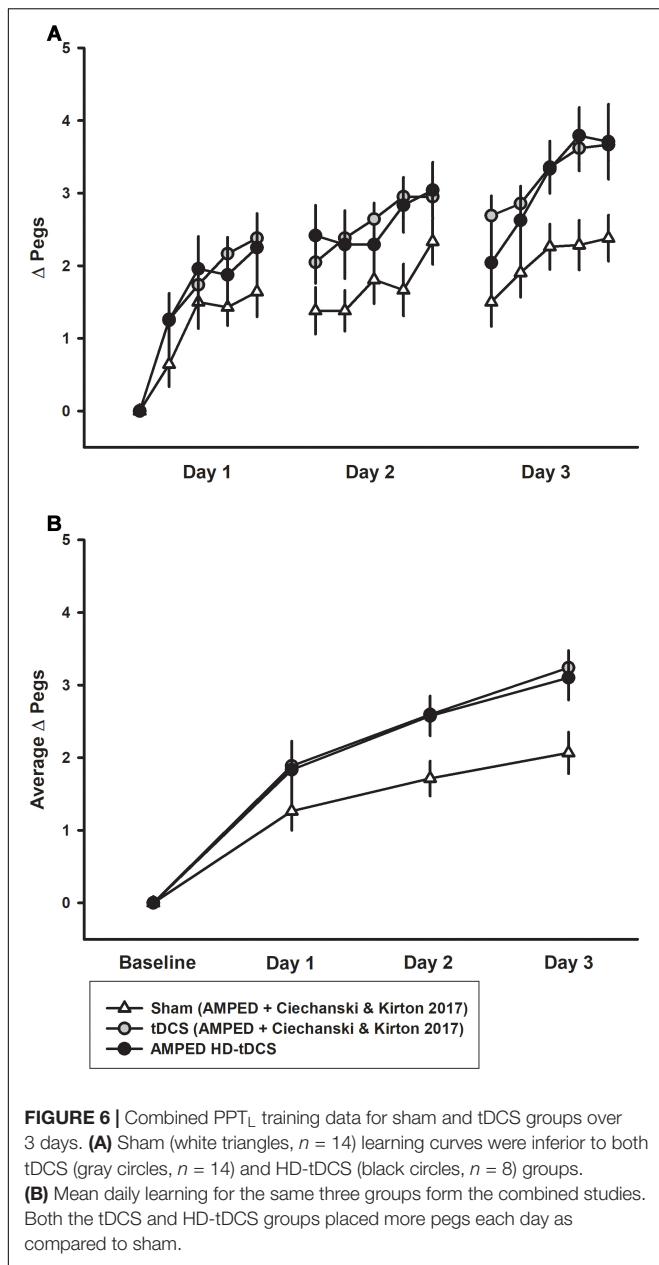 A
5
4
3
2
1
0
Δ Pegs
Day 1 Day 2 Day 3
B
5
4
3
2
1
0
Average Δ Pegs
Baseline Day 1 Day 2 Day 3
Sham (AMPED + Ciechanski & Kirton 2017)
tDCS (AMPED + Ciechanski & Kirton 2017)
AMPED HD-tDCS
FIGURE 6 | Combined PPTL training data for sham and tDCS groups over
3 days. (A) Sham (white triangles, n = 14) learning curves were inferior to both
tDCS (gray circles, n = 14) and HD-tDCS (black circles, n = 8) groups.
(B) Mean daily learning for the same three groups form the combined studies.
Both the tDCS and HD-tDCS groups placed more pegs each day as
compared to sham.